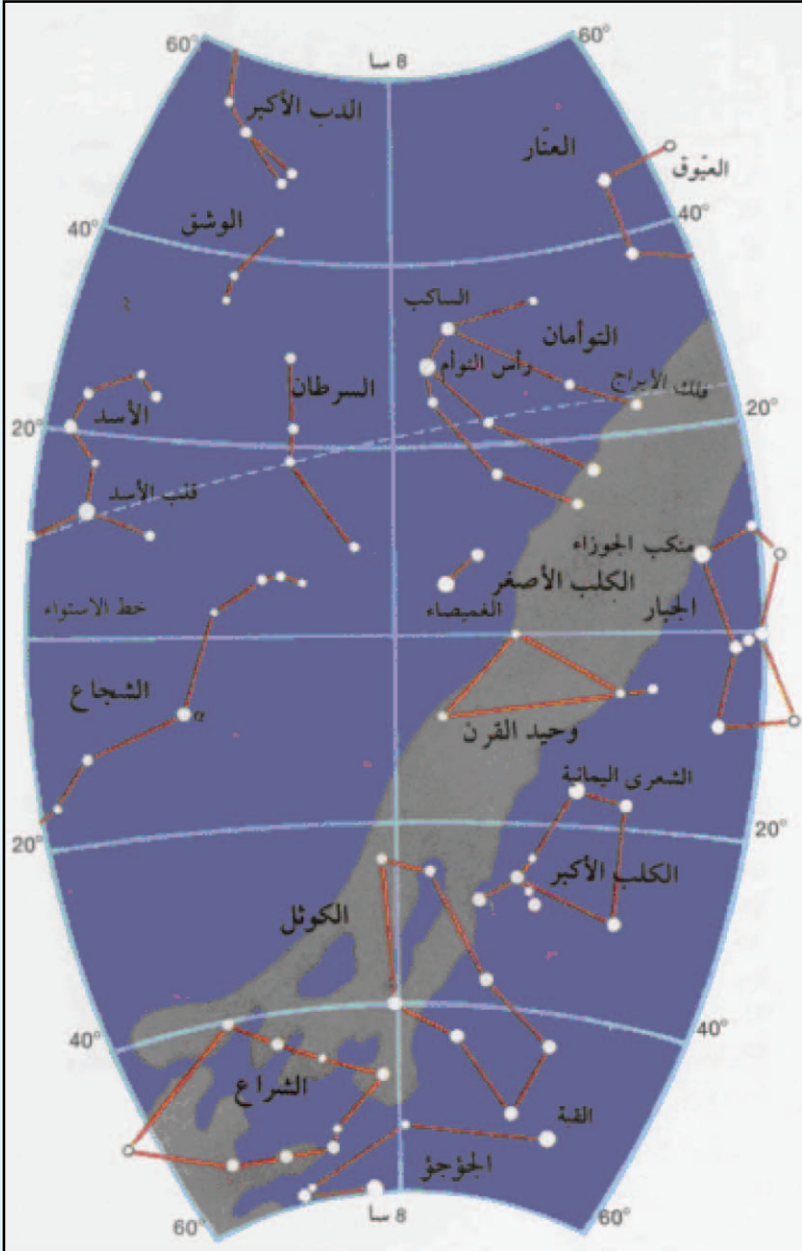 60°
60°
8 سا
الدب الأكبر
العنّار
العيّوق
الوشق
40°
40°
الساكب
التوأمان
رأس التوأم
فلك الأبراج
السرطان
الأسد
20°
20°
قلب الأسد
منكب الجوزاء
الكلب الأصغر
الجبار
الغميصاء
خط الاستواء
الشجاع
α
وحيد القرن
الشعرى اليمانية
20°
20°
الكلب الأكبر
الكوثل
40°
40°
الشراع
القبة
الجؤجؤ
8 سا
60°
60°